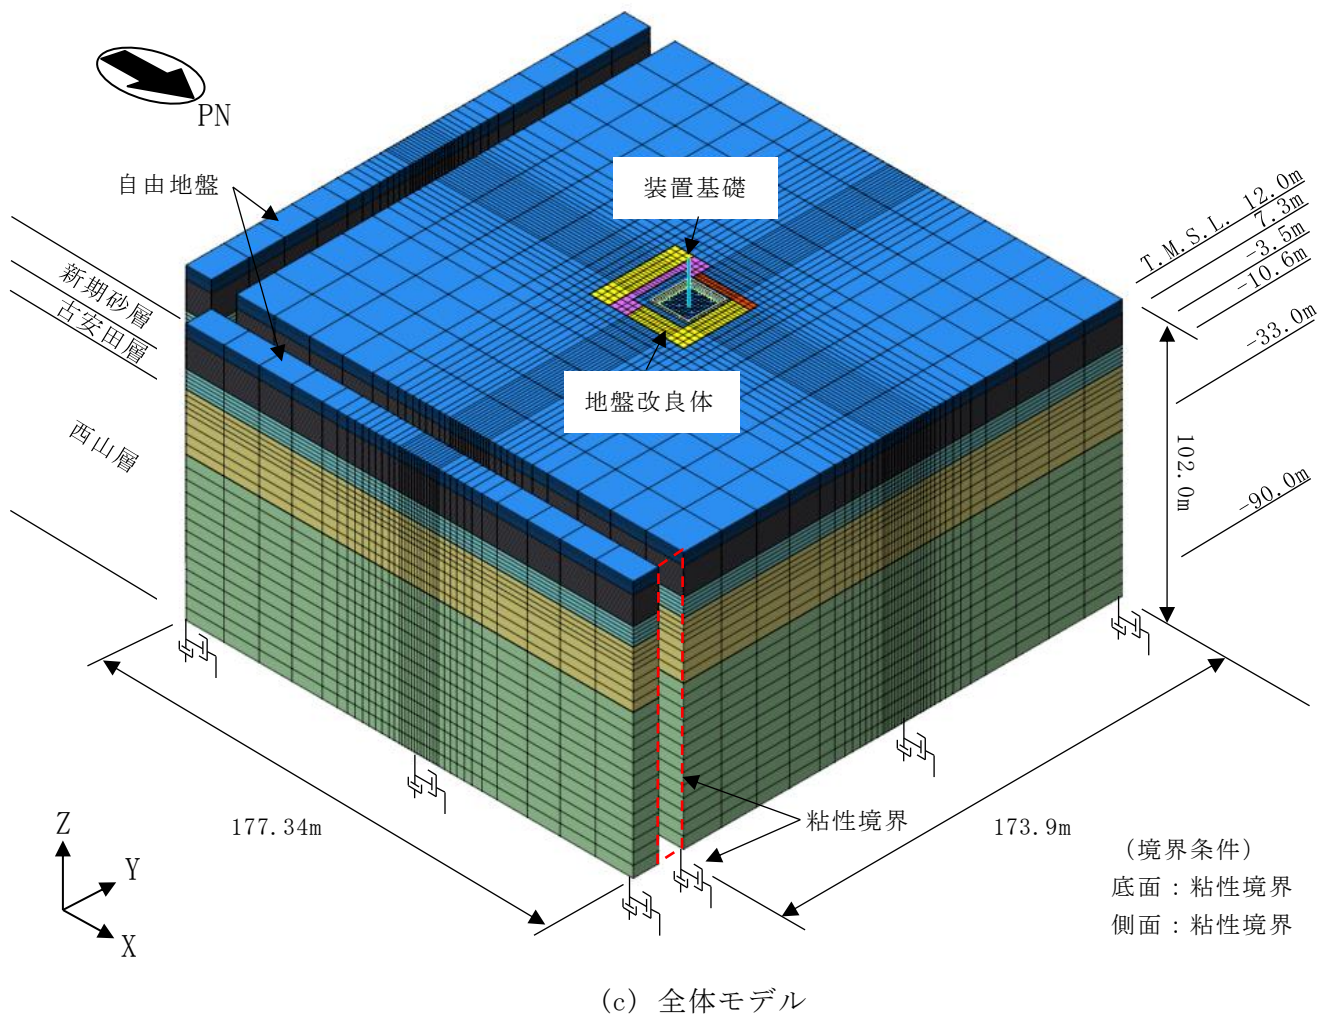 PN
自由地盤
装置基礎
T.M.S.L. 12.0m
7.3m
-3.5m
-10.6m
-33.0m
-90.0m
新期砂層
古安田層
西山層
地盤改良体
102.0m
177.34m
173.9m
粘性境界
(境界条件)
底面：粘性境界
側面：粘性境界
Z
Y
X
(c) 全体モデル